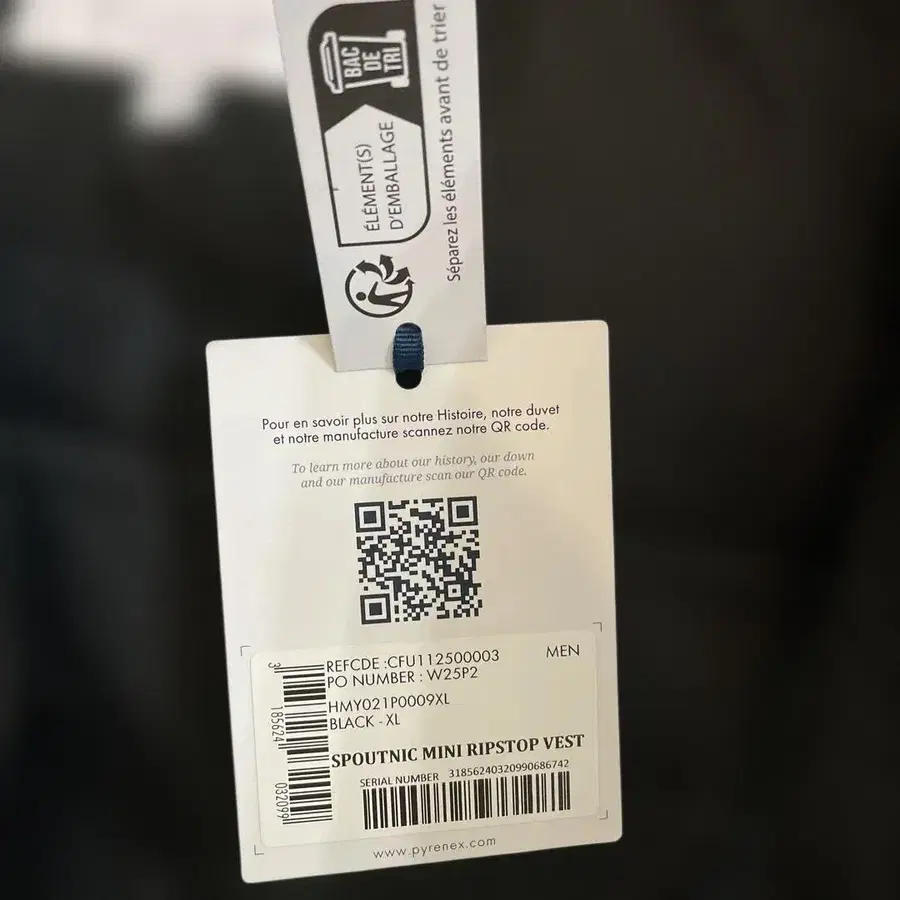 BAC
DE
TRI
ÉLÉMENT(S)
D'EMBALLAGE
Séparez les éléments avant de trier
Pour en savoir plus sur notre Histoire, notre duvet
et notre manufacture scannez notre QR code.
To learn more about our history, our down
and our manufacture scan our QR code.
REFCDE :CFU112500003
MEN
PO NUMBER : W25P2
HMY021P0009XL
BLACK - XL
3 185624 032099
SPOUTNIC MINI RIPSTOP VEST
SERIAL NUMBER 31856240320990686742
www.pyrenex.com